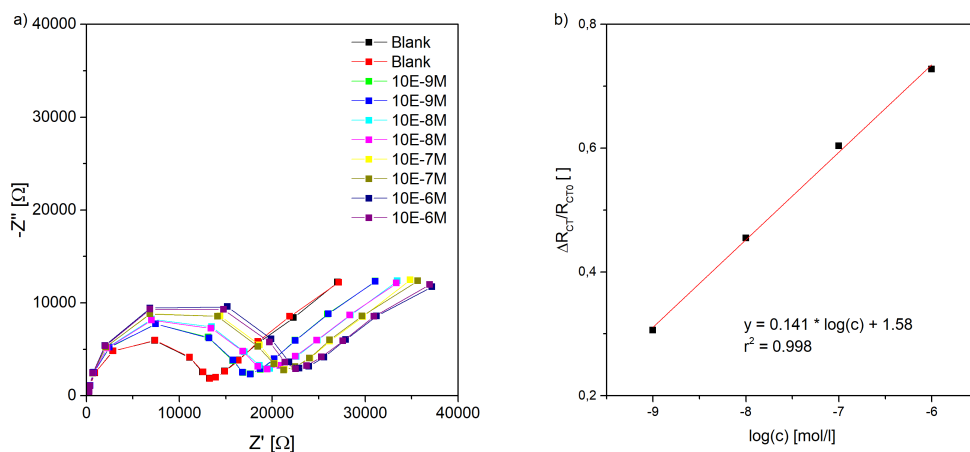 a)
40000
30000
20000
10000
0
-Z'' [Ω]
0
10000
20000
30000
40000
Z' [Ω]
Blank
Blank
10E-9M
10E-9M
10E-8M
10E-8M
10E-7M
10E-7M
10E-6M
10E-6M
b)
0,8
0,6
0,4
0,2
ΔR_CT/R_CT0 [ ]
y = 0.141 * log(c) + 1.58
r² = 0.998
-9
-8
-7
-6
log(c) [mol/l]